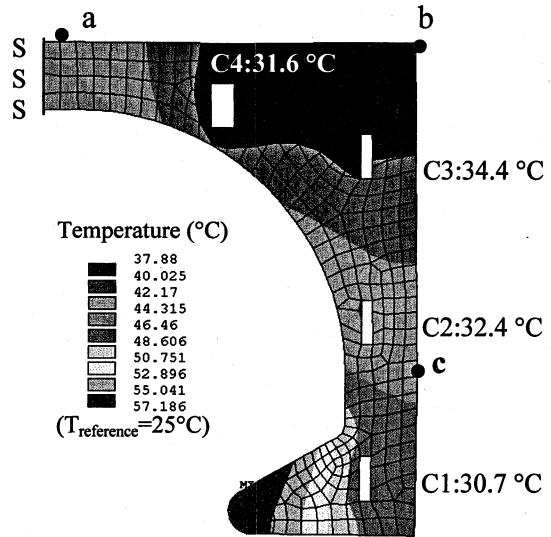 a
b
S
S
S
C4:31.6 °C
C3:34.4 °C
Temperature (°C)
37.88
40.025
42.17
44.315
46.46
48.606
50.751
52.896
55.041
57.186
(Treference=25°C)
C2:32.4 °C
c
C1:30.7 °C